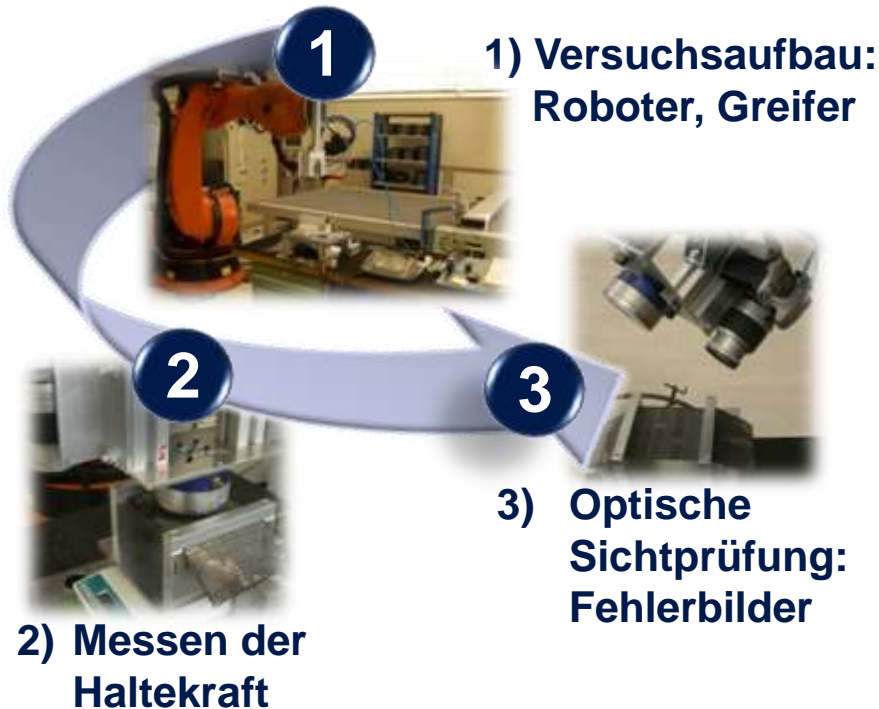 1
1) Versuchsaufbau:
Roboter, Greifer
2
3
3) Optische
Sichtprüfung:
Fehlerbilder
2) Messen der
Haltekraft